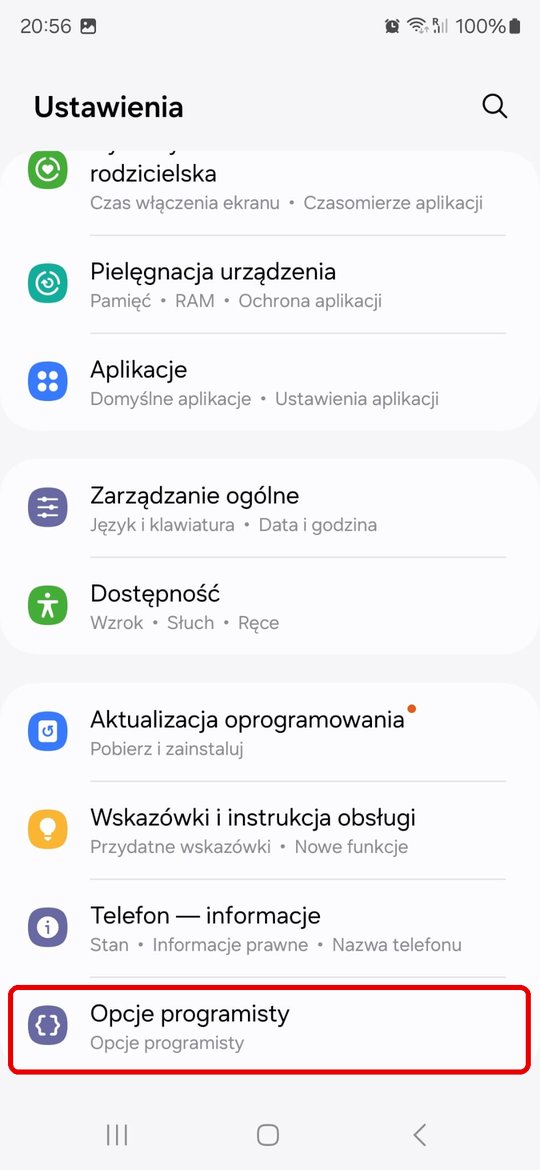 20:56
R
100%
Ustawienia
rodzicielska
Czas włączenia ekranu • Czasomierze aplikacji
Pielęgnacja urządzenia
Pamięć • RAM • Ochrona aplikacji
Aplikacje
Domyślne aplikacje • Ustawienia aplikacji
Zarządzanie ogólne
Język i klawiatura • Data i godzina
Dostępność
Wzrok • Słuch • Ręce
Aktualizacja oprogramowania
Pobierz i zainstaluj
Wskazówki i instrukcja obsługi
Przydatne wskazówki • Nowe funkcje
Telefon — informacje
Stan • Informacje prawne • Nazwa telefonu
Opcje programisty
Opcje programisty